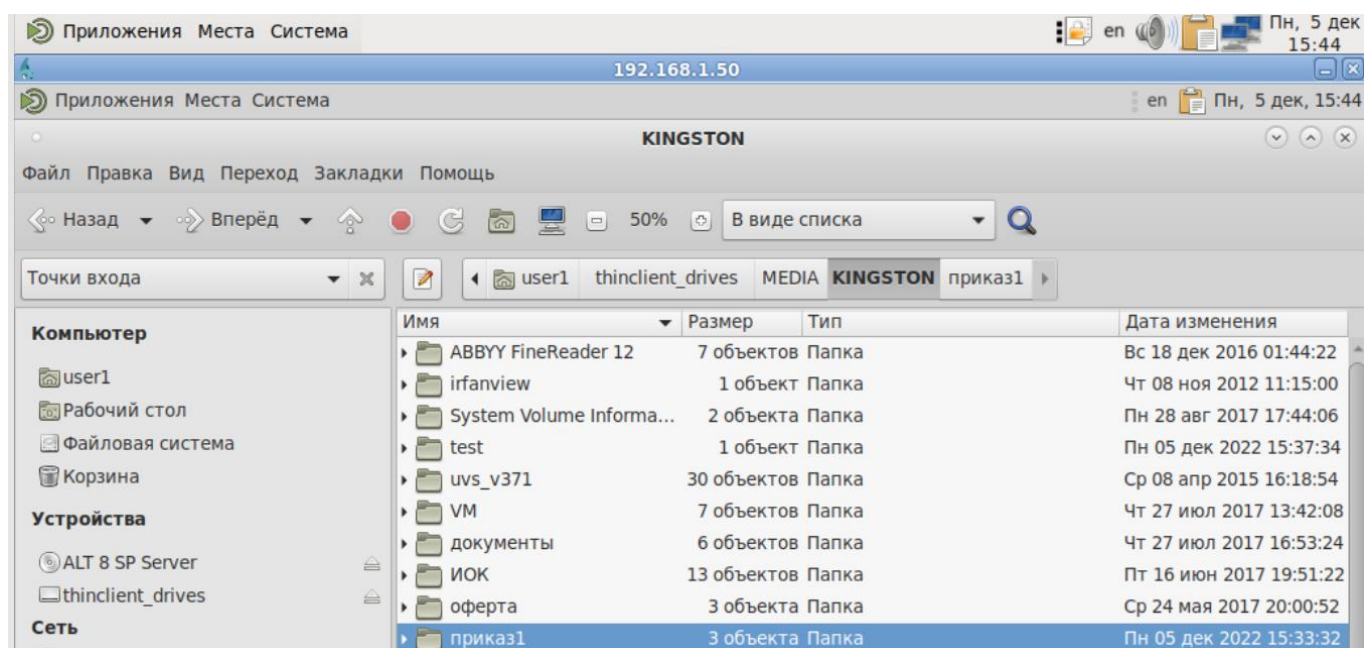 Приложения Места Система en Пн, 5 дек
15:44
192.168.1.50
Приложения Места Система en Пн, 5 дек, 15:44
KINGSTON
Файл Правка Вид Переход Закладки Помощь
Назад Вперёд 50% В виде списка
Точки входа user1 thinclient_drives MEDIA KINGSTON приказ1
Имя Размер Тип Дата изменения
Компьютер
ABBYY FineReader 12 7 объектов Папка Вс 18 дек 2016 01:44:22
user1
irfanview 1 объект Папка Чт 08 ноя 2012 11:15:00
Рабочий стол
System Volume Informa... 2 объекта Папка Пн 28 авг 2017 17:44:06
Файловая система
test 1 объект Папка Пн 05 дек 2022 15:37:34
Корзина
uvs_v371 30 объектов Папка Ср 08 апр 2015 16:18:54
Устройства
VM 7 объектов Папка Чт 27 июл 2017 13:42:08
документы 6 объектов Папка Чт 27 июл 2017 16:53:24
ALT 8 SP Server
ИОК 13 объектов Папка Пт 16 июн 2017 19:51:22
thinclient_drives
оферта 3 объекта Папка Ср 24 мая 2017 20:00:52
Сеть
приказ1 3 объекта Папка Пн 05 дек 2022 15:33:32